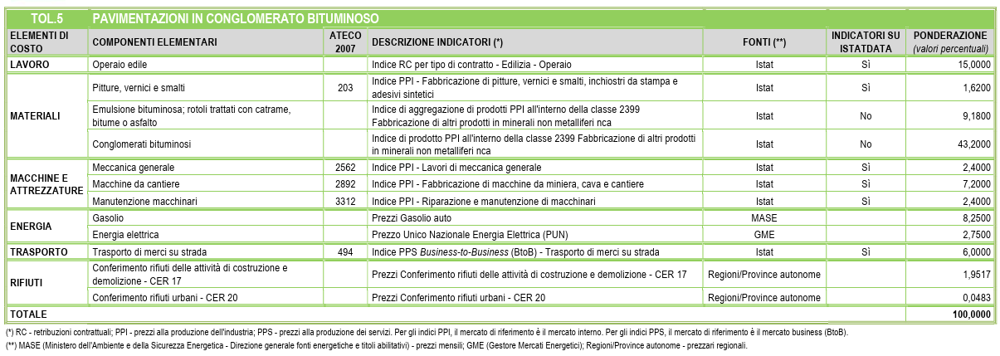 TOL.5 PAVIMENTAZIONI IN CONGLOMERATO BITUMINOSO
ELEMENTI DI COSTO COMPONENTI ELEMENTARI ATECO 2007 DESCRIZIONE INDICATORI (*) FONTI (**) INDICATORI SU ISTATDATA PONDERAZIONE (valori percentuali)
LAVORO Operaio edile Indice RC per tipo di contratto - Edilizia - Operaio Istat Sì 15,0000
MATERIALI
Pitture, vernici e smalti 203 Indice PPI - Fabbricazione di pitture, vernici e smalti, inchiostri da stampa e adesivi sintetici Istat Sì 1,6200
Emulsione bituminosa; rotoli trattati con catrame, bitume o asfalto Indice di aggregazione di prodotti PPI all'interno della classe 2399 Fabbricazione di altri prodotti in minerali non metalliferi nca Istat No 9,1800
Conglomerati bituminosi Indice di prodotto PPI all'interno della classe 2399 Fabbricazione di altri prodotti in minerali non metalliferi nca Istat No 43,2000
MACCHINE E ATTREZZATURE
Meccanica generale 2562 Indice PPI - Lavori di meccanica generale Istat Sì 2,4000
Macchine da cantiere 2892 Indice PPI - Fabbricazione di macchine da miniera, cava e cantiere Istat Sì 7,2000
Manutenzione macchinari 3312 Indice PPI - Riparazione e manutenzione di macchinari Istat Sì 2,4000
ENERGIA
Gasolio Prezzi Gasolio auto MASE 8,2500
Energia elettrica Prezzo Unico Nazionale Energia Elettrica (PUN) GME 2,7500
TRASPORTO Trasporto di merci su strada 494 Indice PPS Business-to-Business (BtoB) - Trasporto di merci su strada Istat Sì 6,0000
RIFIUTI
Conferimento rifiuti delle attività di costruzione e demolizione - CER 17 Prezzi Conferimento rifiuti delle attività di costruzione e demolizione - CER 17 Regioni/Province autonome 1,9517
Conferimento rifiuti urbani - CER 20 Prezzi Conferimento rifiuti urbani - CER 20 Regioni/Province autonome 0,0483
TOTALE 100,0000
(*) RC - retribuzioni contrattuali; PPI - prezzi alla produzione dell'industria; PPS - prezzi alla produzione dei servizi. Per gli indici PPI, il mercato di riferimento è il mercato interno. Per gli indici PPS, il mercato di riferimento è il mercato business (BtoB).
(**) MASE (Ministero dell'Ambiente e della Sicurezza Energetica - Direzione generale fonti energetiche e titoli abilitativi) - prezzi mensili; GME (Gestore Mercati Energetici); Regioni/Province autonome - prezzari regionali.